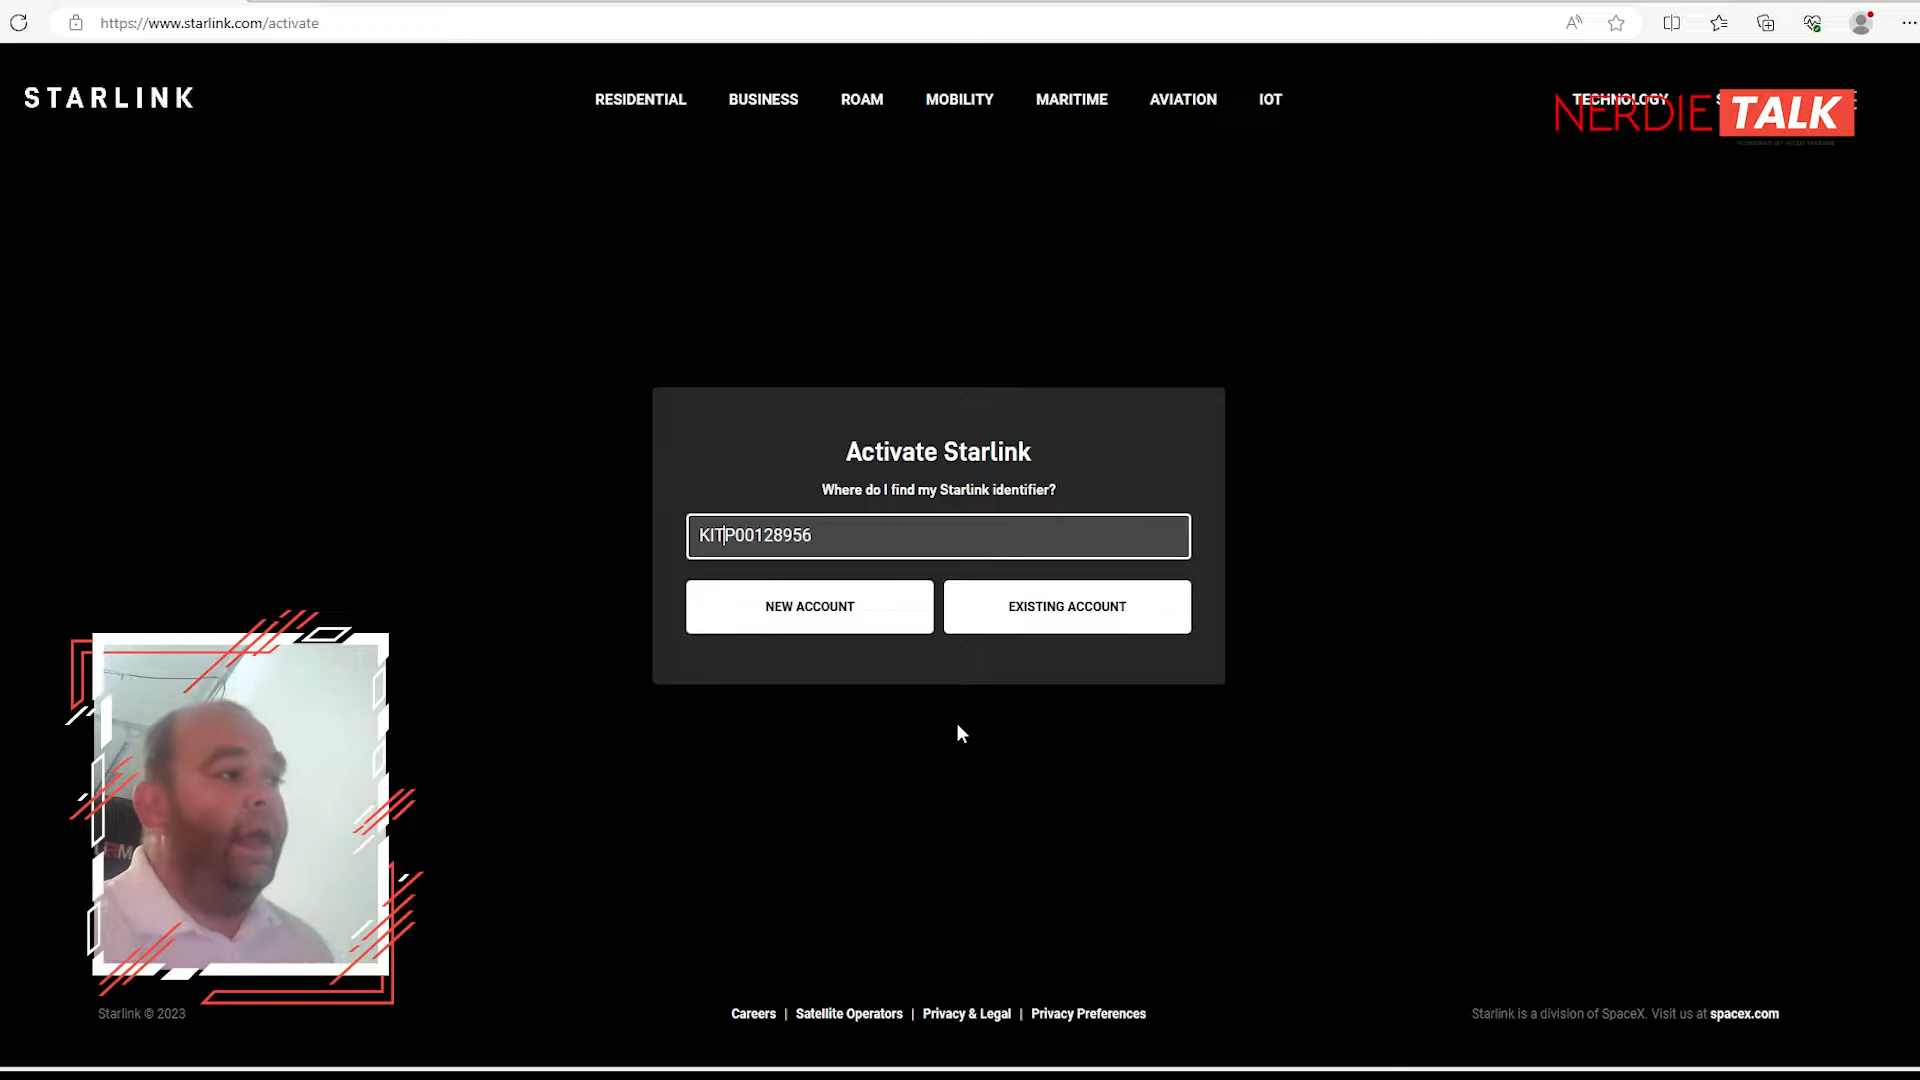 https://www.starlink.com/activate
STARLINK
RESIDENTIAL
BUSINESS
ROAM
MOBILITY
MARITIME
AVIATION
IOT
TECHNOLOGY
NERDIE TALK
Activate Starlink
Where do I find my Starlink identifier?
KITP00128956
NEW ACCOUNT
EXISTING ACCOUNT
Starlink © 2023
Careers | Satellite Operators | Privacy & Legal | Privacy Preferences
Starlink is a division of SpaceX. Visit us at spacex.com